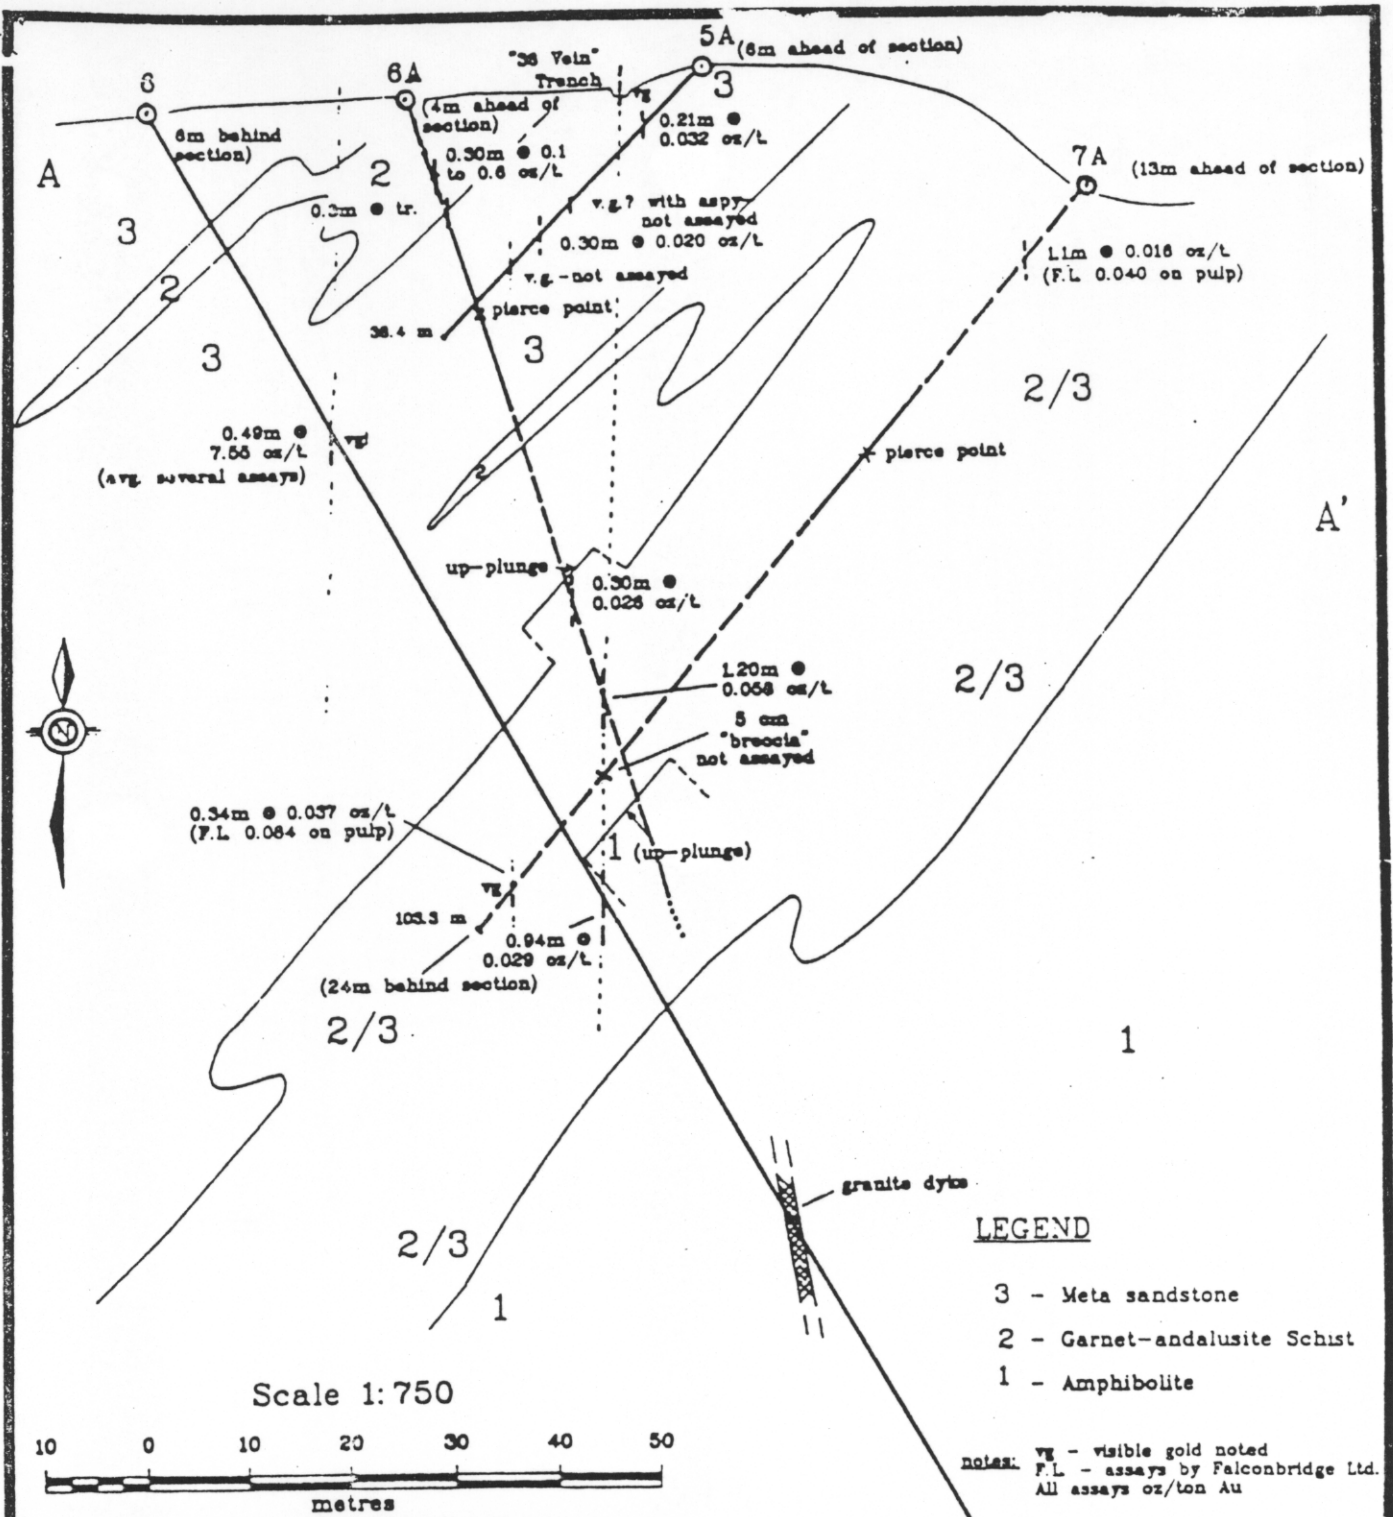 5A (6m ahead of section)
"36 Vein"
Trench
6
6A
vg
3
(4m ahead of
section)
6m behind
section)
0.21m @
0.032 oz/t.
7A
(13m ahead of section)
A
2
0.30m @ 0.1
to 0.6 oz/t.
0.3m @ tr.
v.g.? with aspy-
not assayed
0.30m @ 0.020 oz/t.
3
1.1m @ 0.016 oz/t.
(F.L. 0.040 on pulp)
v.g.-not assayed
2
pierce point
36.4 m
3
3
2/3
0.49m @
7.55 oz/t.
(avg. several assays)
vg
pierce point
2
A'
up-plunge
0.30m @
0.026 oz/t.
1.20m @
0.058 oz/t.
2/3
5 cm
"breccia"
not assayed
N
0.34m @ 0.037 oz/t.
(F.L. 0.084 on pulp)
1 (up-plunge)
vg
103.3 m
0.94m @
0.029 oz/t.
(24m behind section)
2/3
1
granite dyke
2/3
1
LEGEND
3 - Meta sandstone
2 - Garnet-andalusite Schist
1 - Amphibolite
Scale 1:750
10 0 10 20 30 40 50
metres
notes: vg - visible gold noted
F.L. - assays by Falconbridge Ltd.
All assays oz/ton Au